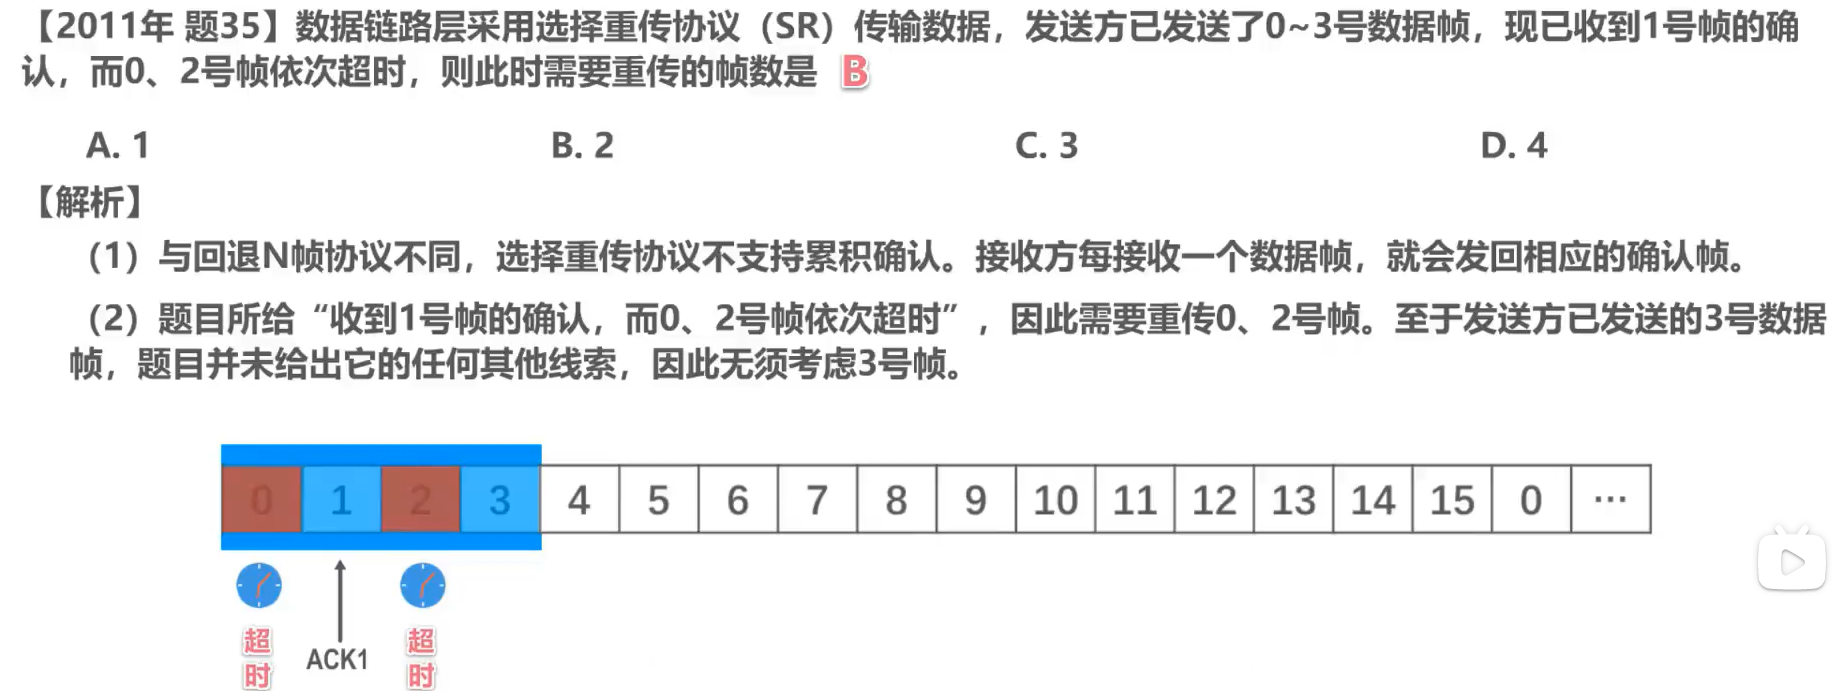 【2011年 题35】数据链路层采用选择重传协议（SR）传输数据，发送方已发送了0~3号数据帧，现已收到1号帧的确
认，而0、2号帧依次超时，则此时需要重传的帧数是 B
A. 1 B. 2 C. 3 D. 4
【解析】
（1）与回退N帧协议不同，选择重传协议不支持累积确认。接收方每接收一个数据帧，就会发回相应的确认帧。
（2）题目所给“收到1号帧的确认，而0、2号帧依次超时”，因此需要重传0、2号帧。至于发送方已发送的3号数据
帧，题目并未给出它的任何其他线索，因此无须考虑3号帧。
0 1 2 3 4 5 6 7 8 9 10 11 12 13 14 15 0 …
超时 ACK1 超时